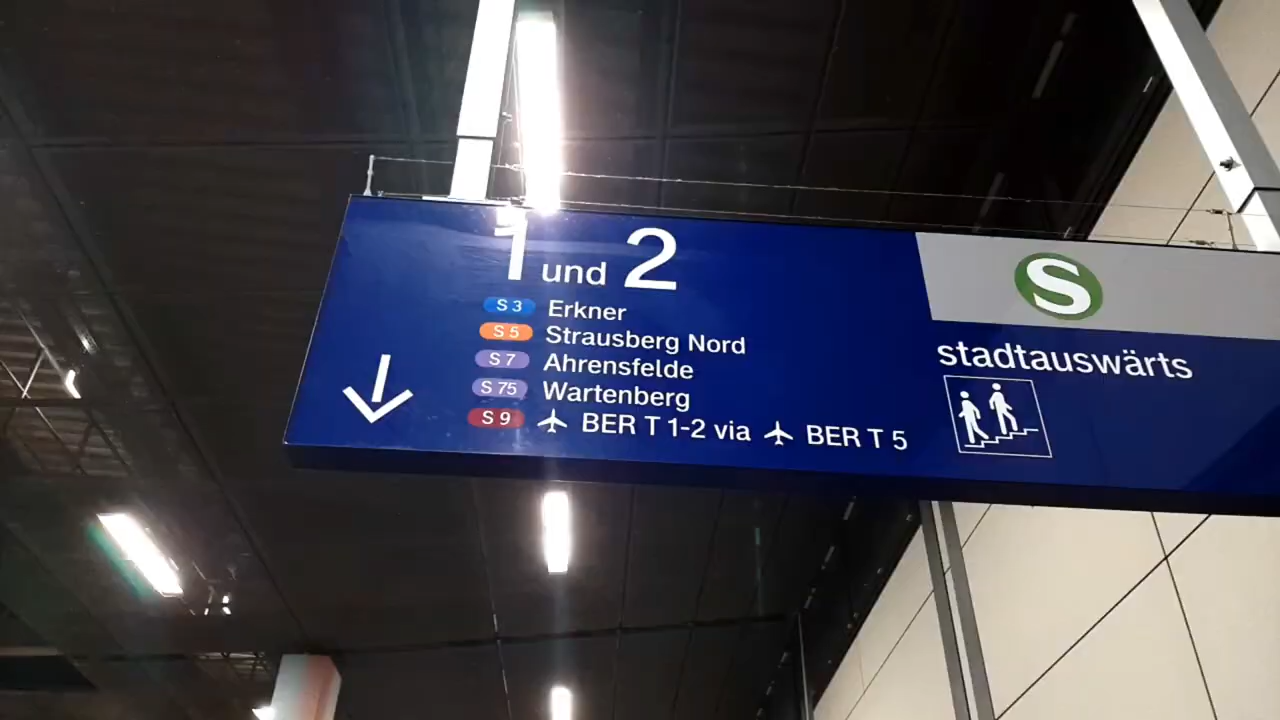 1 und 2
S 3 Erkner
S 5 Strausberg Nord
S 7 Ahrensfelde
S 75 Wartenberg
S 9 BER T 1-2 via BER T 5
S
stadtauswärts